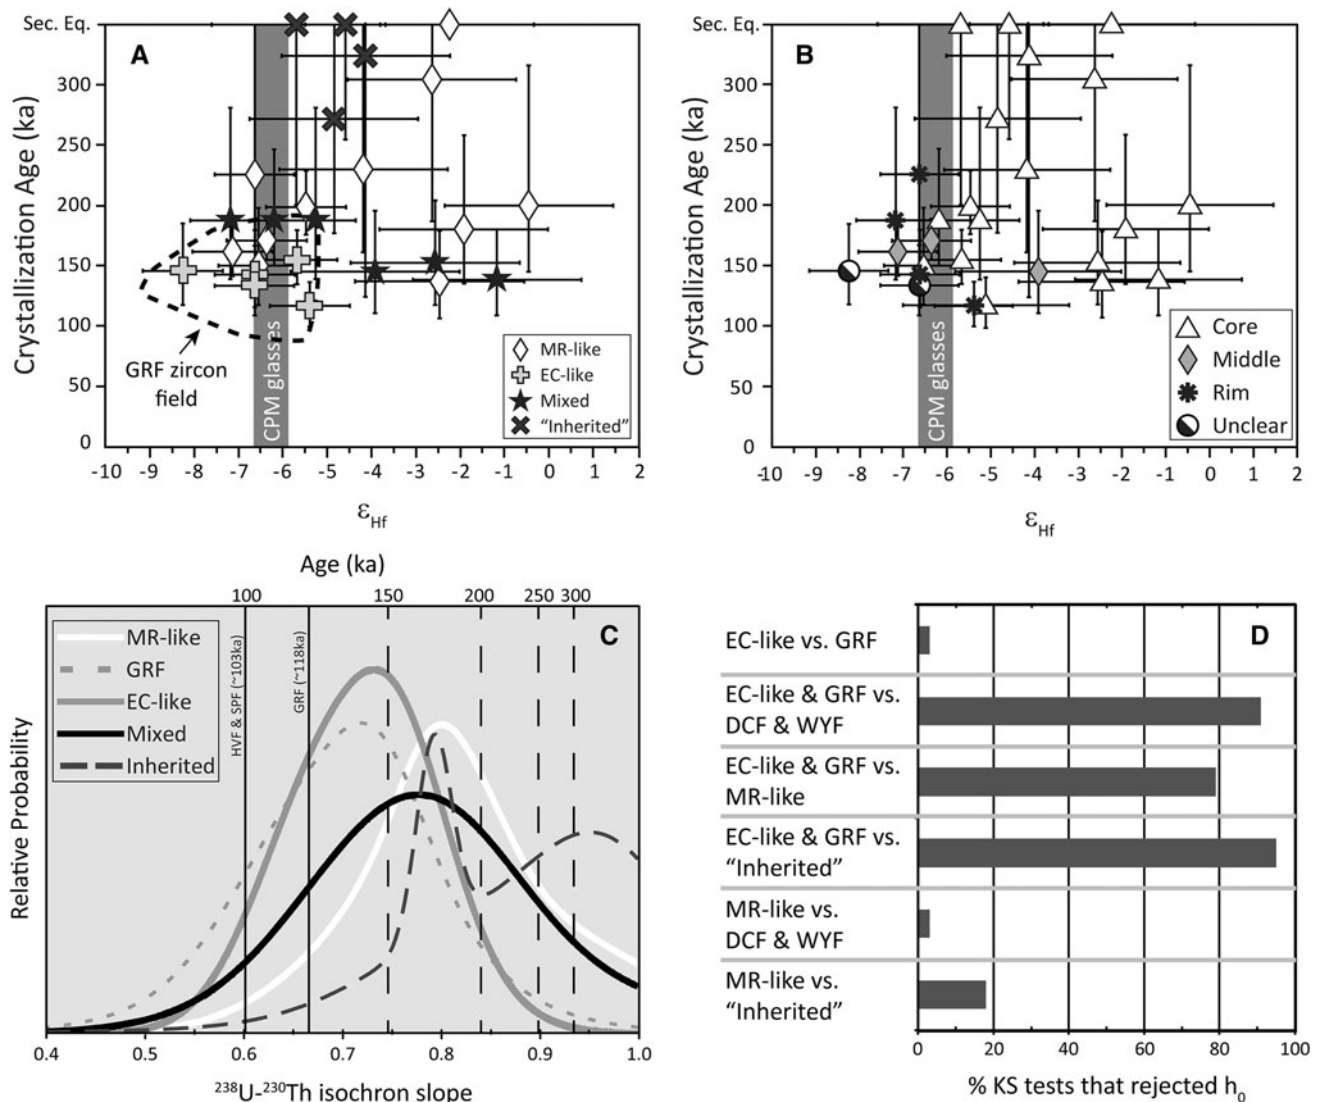 A
Sec. Eq.
300
250
200
150
100
50
0
Crystallization Age (ka)
GRF zircon
field
CPM glasses
MR-like
EC-like
Mixed
“Inherited”
-10 -9 -8 -7 -6 -5 -4 -3 -2 -1 0 1 2
εHf
B
Sec. Eq.
300
250
200
150
100
50
0
Crystallization Age (ka)
CPM glasses
Core
Middle
Rim
Unclear
-10 -9 -8 -7 -6 -5 -4 -3 -2 -1 0 1 2
εHf
Age (ka)
100 150 200 250 300
C
MR-like
GRF
EC-like
Mixed
Inherited
HVF & SPF (~103ka)
GRF (~118ka)
Relative Probability
0.4 0.5 0.6 0.7 0.8 0.9 1.0
²³⁸U-²³⁰Th isochron slope
D
EC-like vs. GRF
EC-like & GRF vs.
DCF & WYF
EC-like & GRF vs.
MR-like
EC-like & GRF vs.
“Inherited”
MR-like vs.
DCF & WYF
MR-like vs.
“Inherited”
0 20 40 60 80 100
% KS tests that rejected h₀